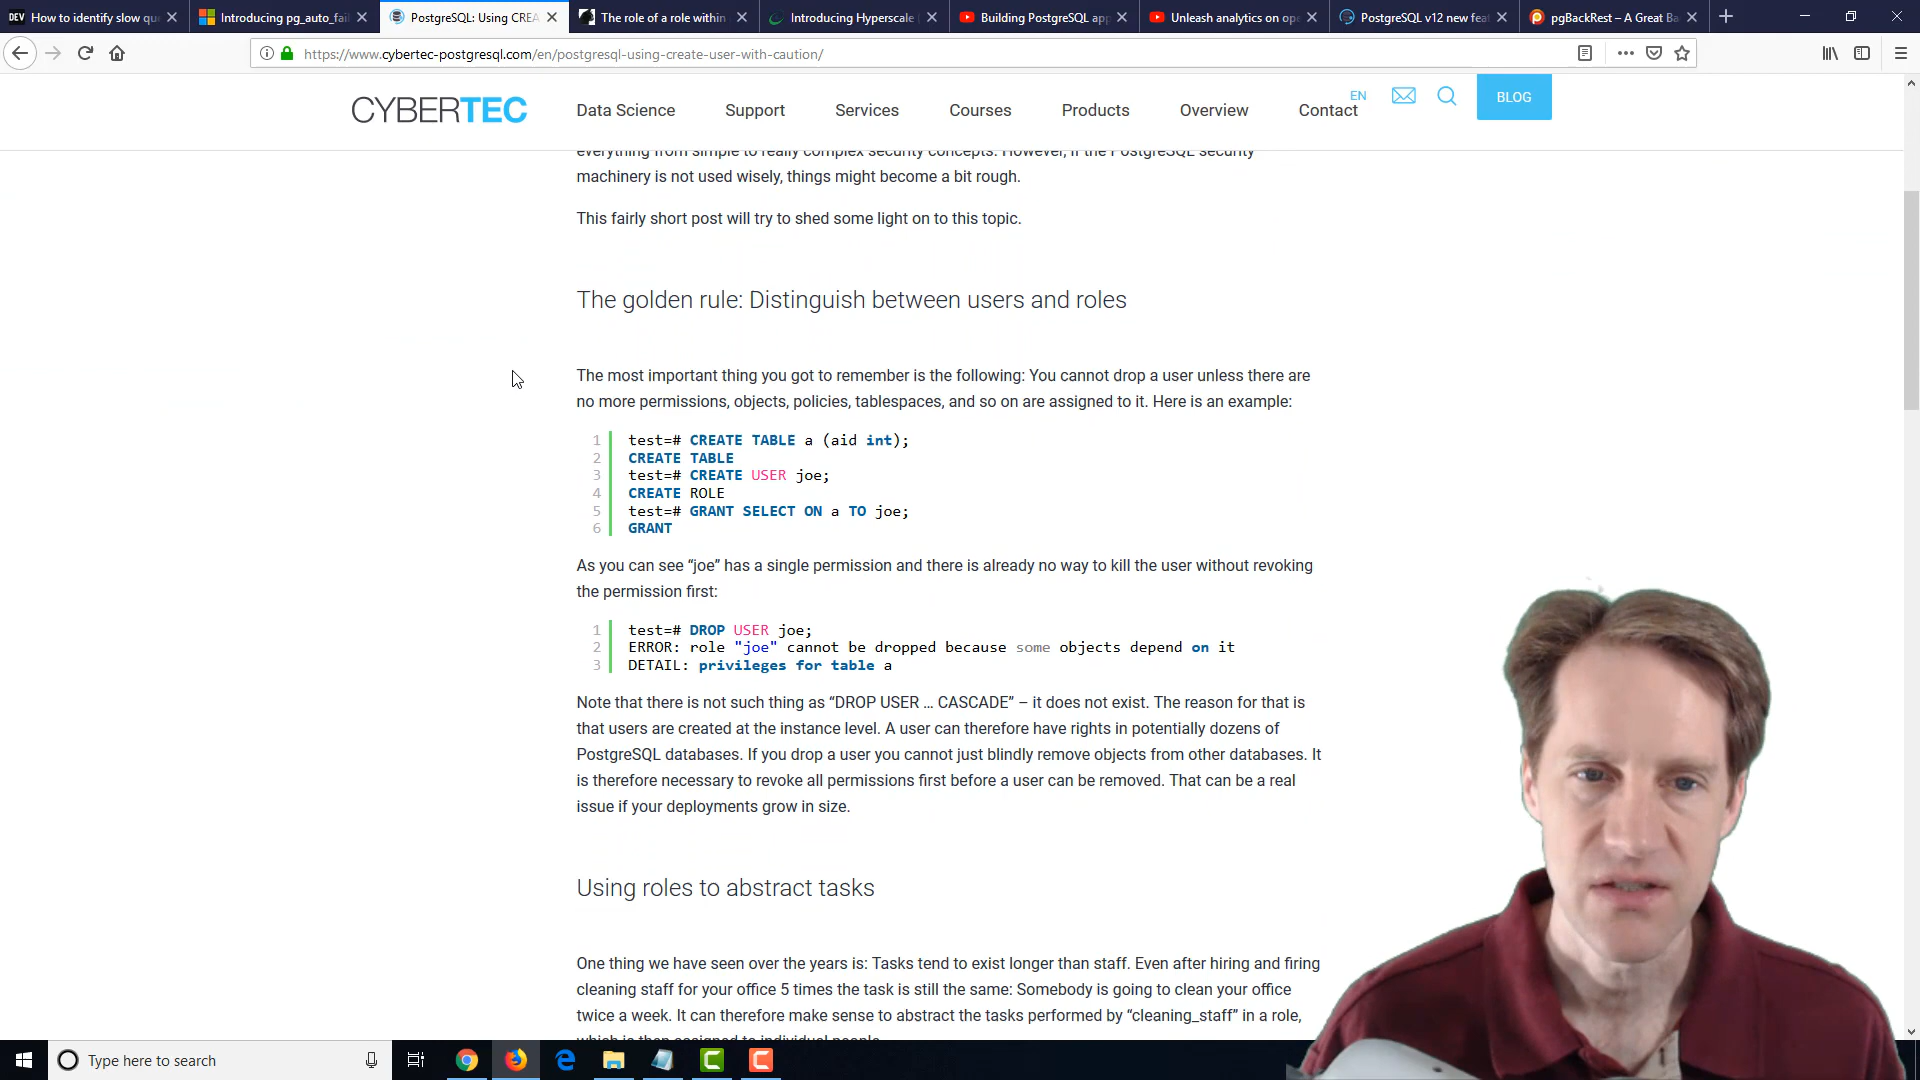 How to identify slow que
Introducing pg_auto_fail
PostgreSQL: Using CREA
The role of a role within
Introducing Hyperscale (
Building PostgreSQL app
Unleash analytics on ope
PostgreSQL v12 new feat
pgBackRest – A Great Ba
https://www.cybertec-postgresql.com/en/postgresql-using-create-user-with-caution/
CYBERTEC
Data Science
Support
Services
Courses
Products
Overview
Contact
EN
BLOG
everything from simple to really complex security concepts. However, if the PostgreSQL security
machinery is not used wisely, things might become a bit rough.
This fairly short post will try to shed some light on to this topic.
The golden rule: Distinguish between users and roles
The most important thing you got to remember is the following: You cannot drop a user unless there are
no more permissions, objects, policies, tablespaces, and so on are assigned to it. Here is an example:
1 test=# CREATE TABLE a (aid int);
2 CREATE TABLE
3 test=# CREATE USER joe;
4 CREATE ROLE
5 test=# GRANT SELECT ON a TO joe;
6 GRANT
As you can see “joe” has a single permission and there is already no way to kill the user without revoking
the permission first:
1 test=# DROP USER joe;
2 ERROR: role "joe" cannot be dropped because some objects depend on it
3 DETAIL: privileges for table a
Note that there is not such thing as “DROP USER … CASCADE” – it does not exist. The reason for that is
that users are created at the instance level. A user can therefore have rights in potentially dozens of
PostgreSQL databases. If you drop a user you cannot just blindly remove objects from other databases. It
is therefore necessary to revoke all permissions first before a user can be removed. That can be a real
issue if your deployments grow in size.
Using roles to abstract tasks
One thing we have seen over the years is: Tasks tend to exist longer than staff. Even after hiring and firing
cleaning staff for your office 5 times the task is still the same: Somebody is going to clean your office
twice a week. It can therefore make sense to abstract the tasks performed by “cleaning_staff” in a role,
which is then assigned to individual people.
Type here to search